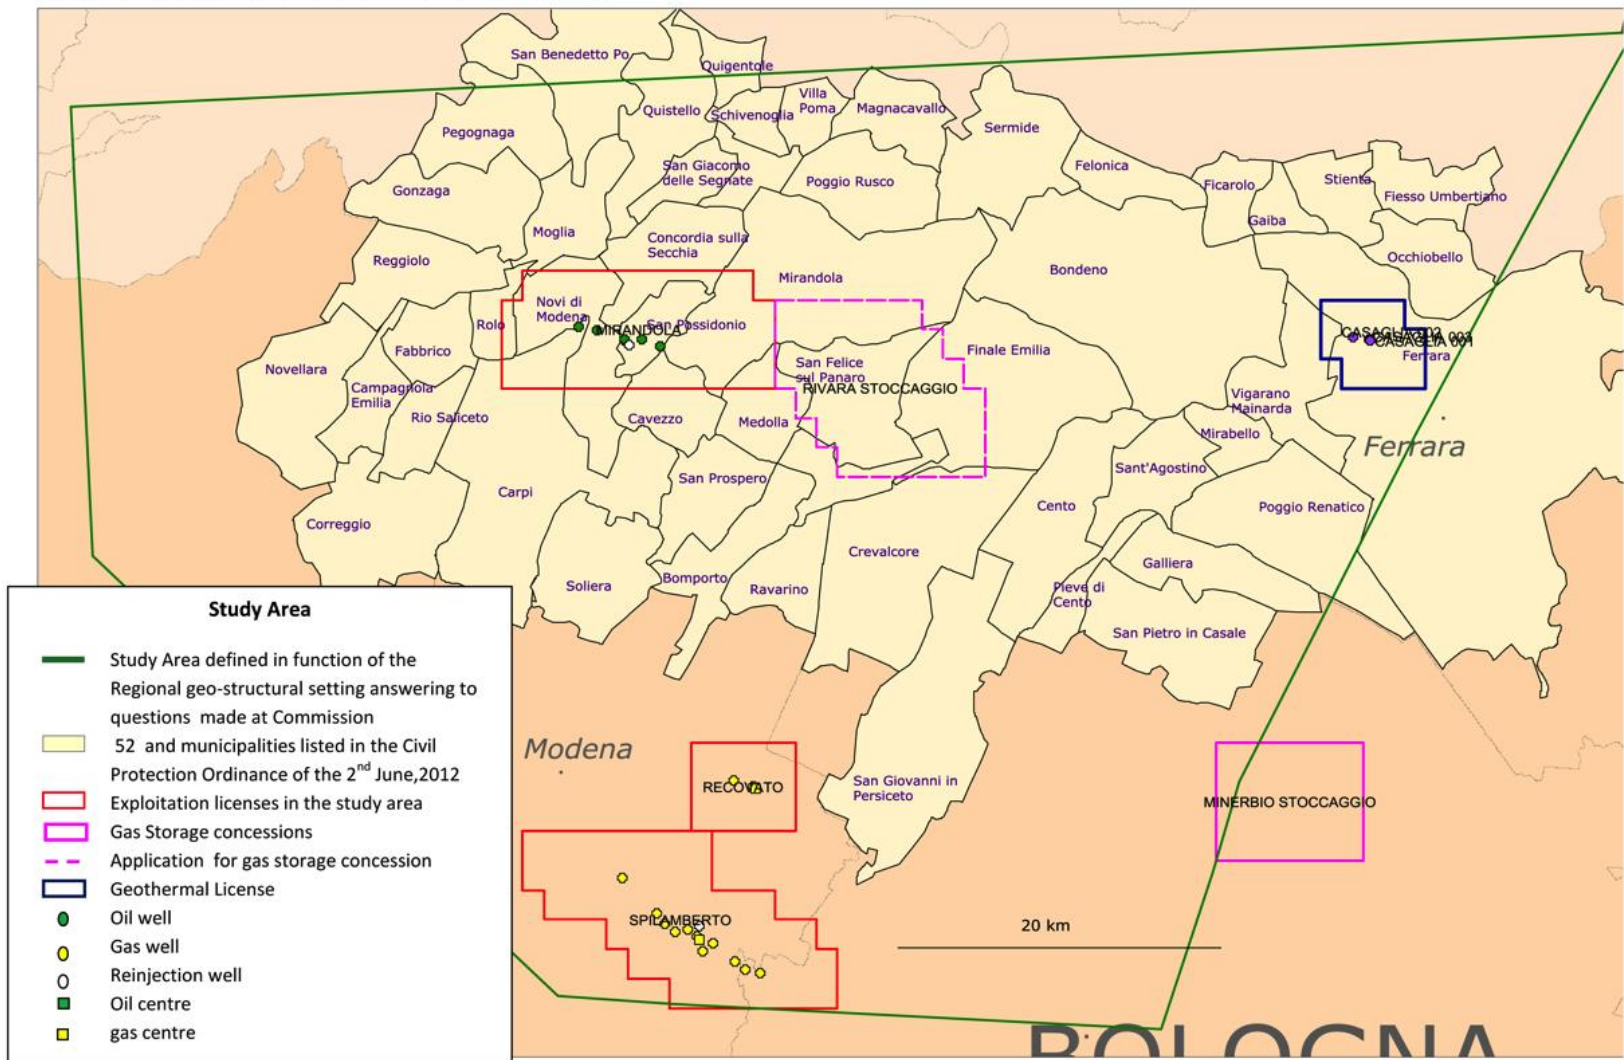 San Benedetto Po
Quigentole
Quistello
Schivenoglia
Villa
Poma
Magnacavallo
Pegognaga
Sermide
San Giacomo
delle Segnate
Poggio Rusco
Felonica
Gonzaga
Ficarolo
Stienta
Fiesso Umbertiano
Gaiba
Moglia
Concordia sulla
Secchia
Reggiolo
Mirandola
Bondeno
Occhiobello
Novi di
Modena
Rolo
MIRANDOLA
San Possidonio
CASAGLIA 002
CASAGLIA 003
CASAGLIA 001
Ferrara
Fabbrico
Novellara
San Felice
sul Panaro
Finale Emilia
RIVARA STOCCAGGIO
Campagnola
Emilia
Rio Saliceto
Cavezzo
Medolla
Vigarano
Mainarda
Mirabello
Ferrara
Sant'Agostino
San Prospero
Carpi
Cento
Poggio Renatico
Correggio
Crevalcore
Galliera
Soliera
Bomporto
Ravarino
Pieve di
Cento
San Pietro in Casale
Modena
RECOVATO
San Giovanni in
Persiceto
MINERBIO STOCCAGGIO
SPILAMBERTO
20 km
BOLOGNA
Study Area
Study Area defined in function of the
Regional geo-structural setting answering to
questions made at Commission
52 and municipalities listed in the Civil
Protection Ordinance of the 2nd June,2012
Exploitation licenses in the study area
Gas Storage concessions
Application for gas storage concession
Geothermal License
Oil well
Gas well
Reinjection well
Oil centre
gas centre